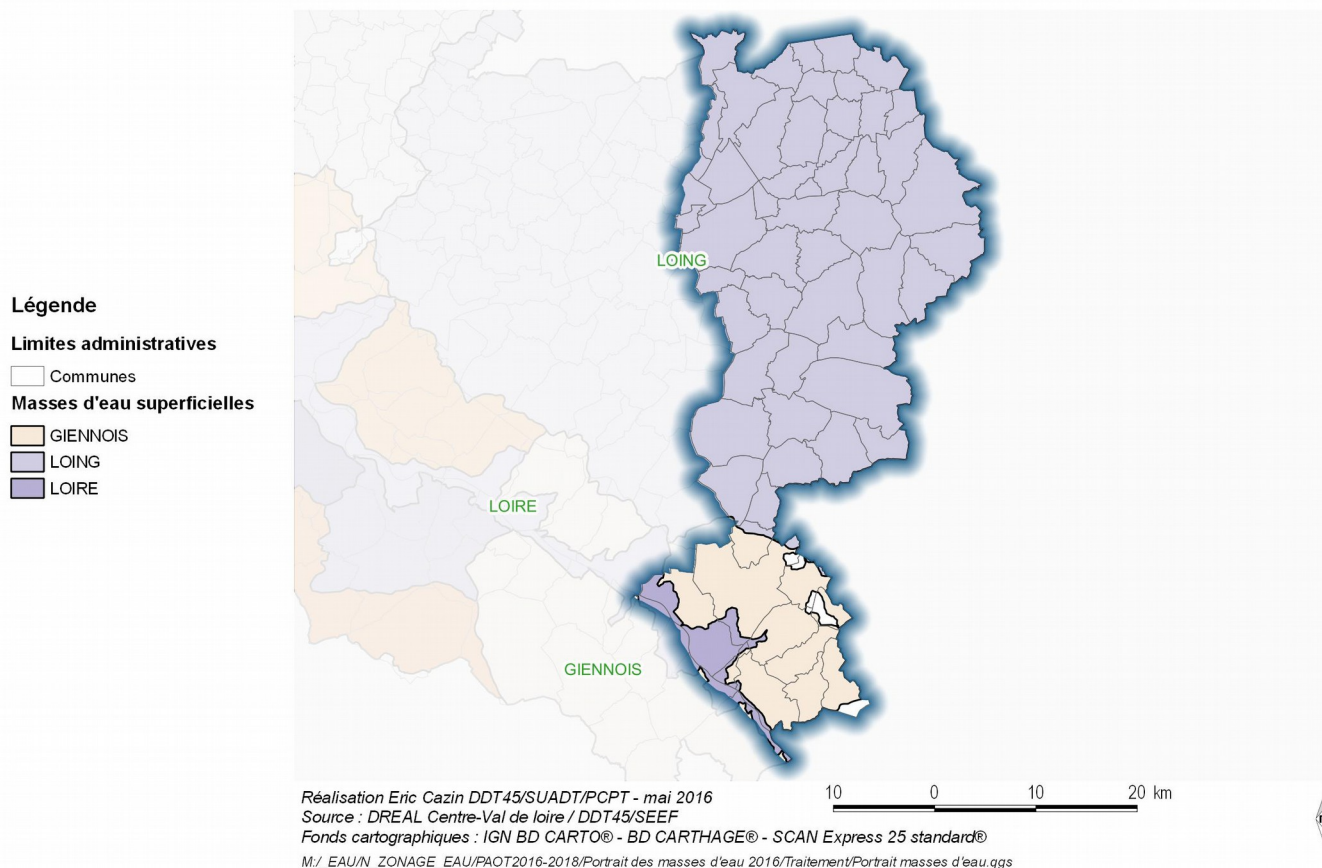 Légende
Limites administratives
Communes
Masses d'eau superficielles
GIENNOIS
LOING
LOIRE
LOING
LOIRE
GIENNOIS
Réalisation Eric Cazin DDT45/SUADT/PCPT - mai 2016
Source : DREAL Centre-Val de loire / DDT45/SEEF
Fonds cartographiques : IGN BD CARTO® - BD CARTHAGE® - SCAN Express 25 standard®
M:/ EAU/N ZONAGE EAU/PAOT2016-2018/Portrait des masses d'eau 2016/Traitement/Portrait masses d'eau.qgs
10 0 10 20 km